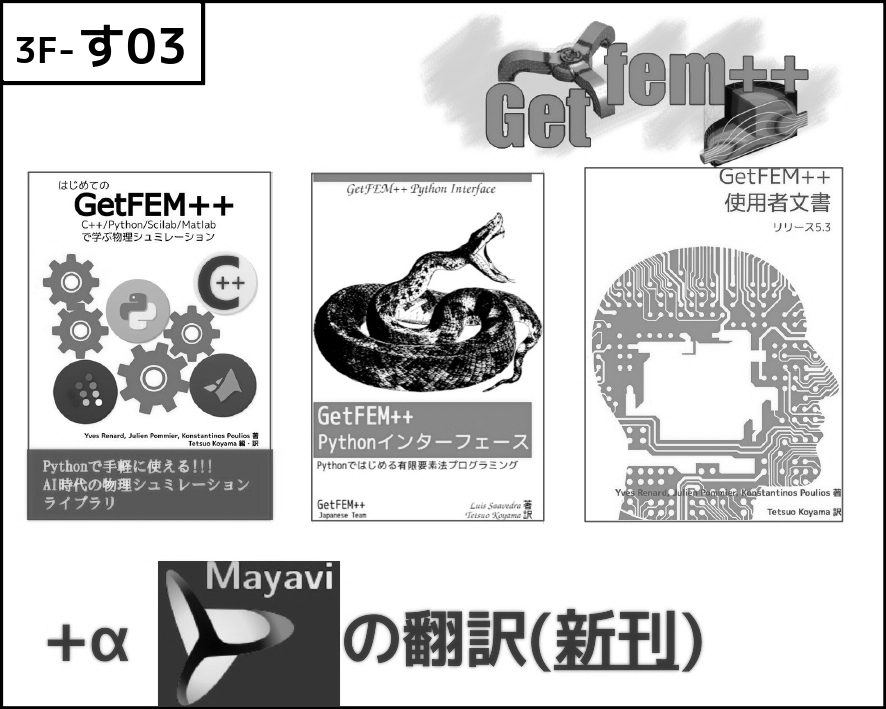 3F-す03
Getfem++
はじめての
GetFEM++
C++/Python/Scilab/Matlab
で学ぶ物理シュミレーション
C++
Yves Renard, Julien Pommier, Konstantinos Poulios 著
Tetsuo Koyama 編・訳
Pythonで手軽に使える!!!
AI時代の物理シュミレーション
ライブラリ
GetFEM++ Python Interface
GetFEM++
Pythonインターフェース
Pythonではじめる有限要素法プログラミング
GetFEM++
Japanese Team
Luis Saavedra 著
Tetsuo Koyama 訳
GetFEM++
使用者文書
リリース5.3
Yves Renard, Julien Pommier, Konstantinos Poulios 著
Tetsuo Koyama 訳
+α Mayavi の翻訳(新刊)